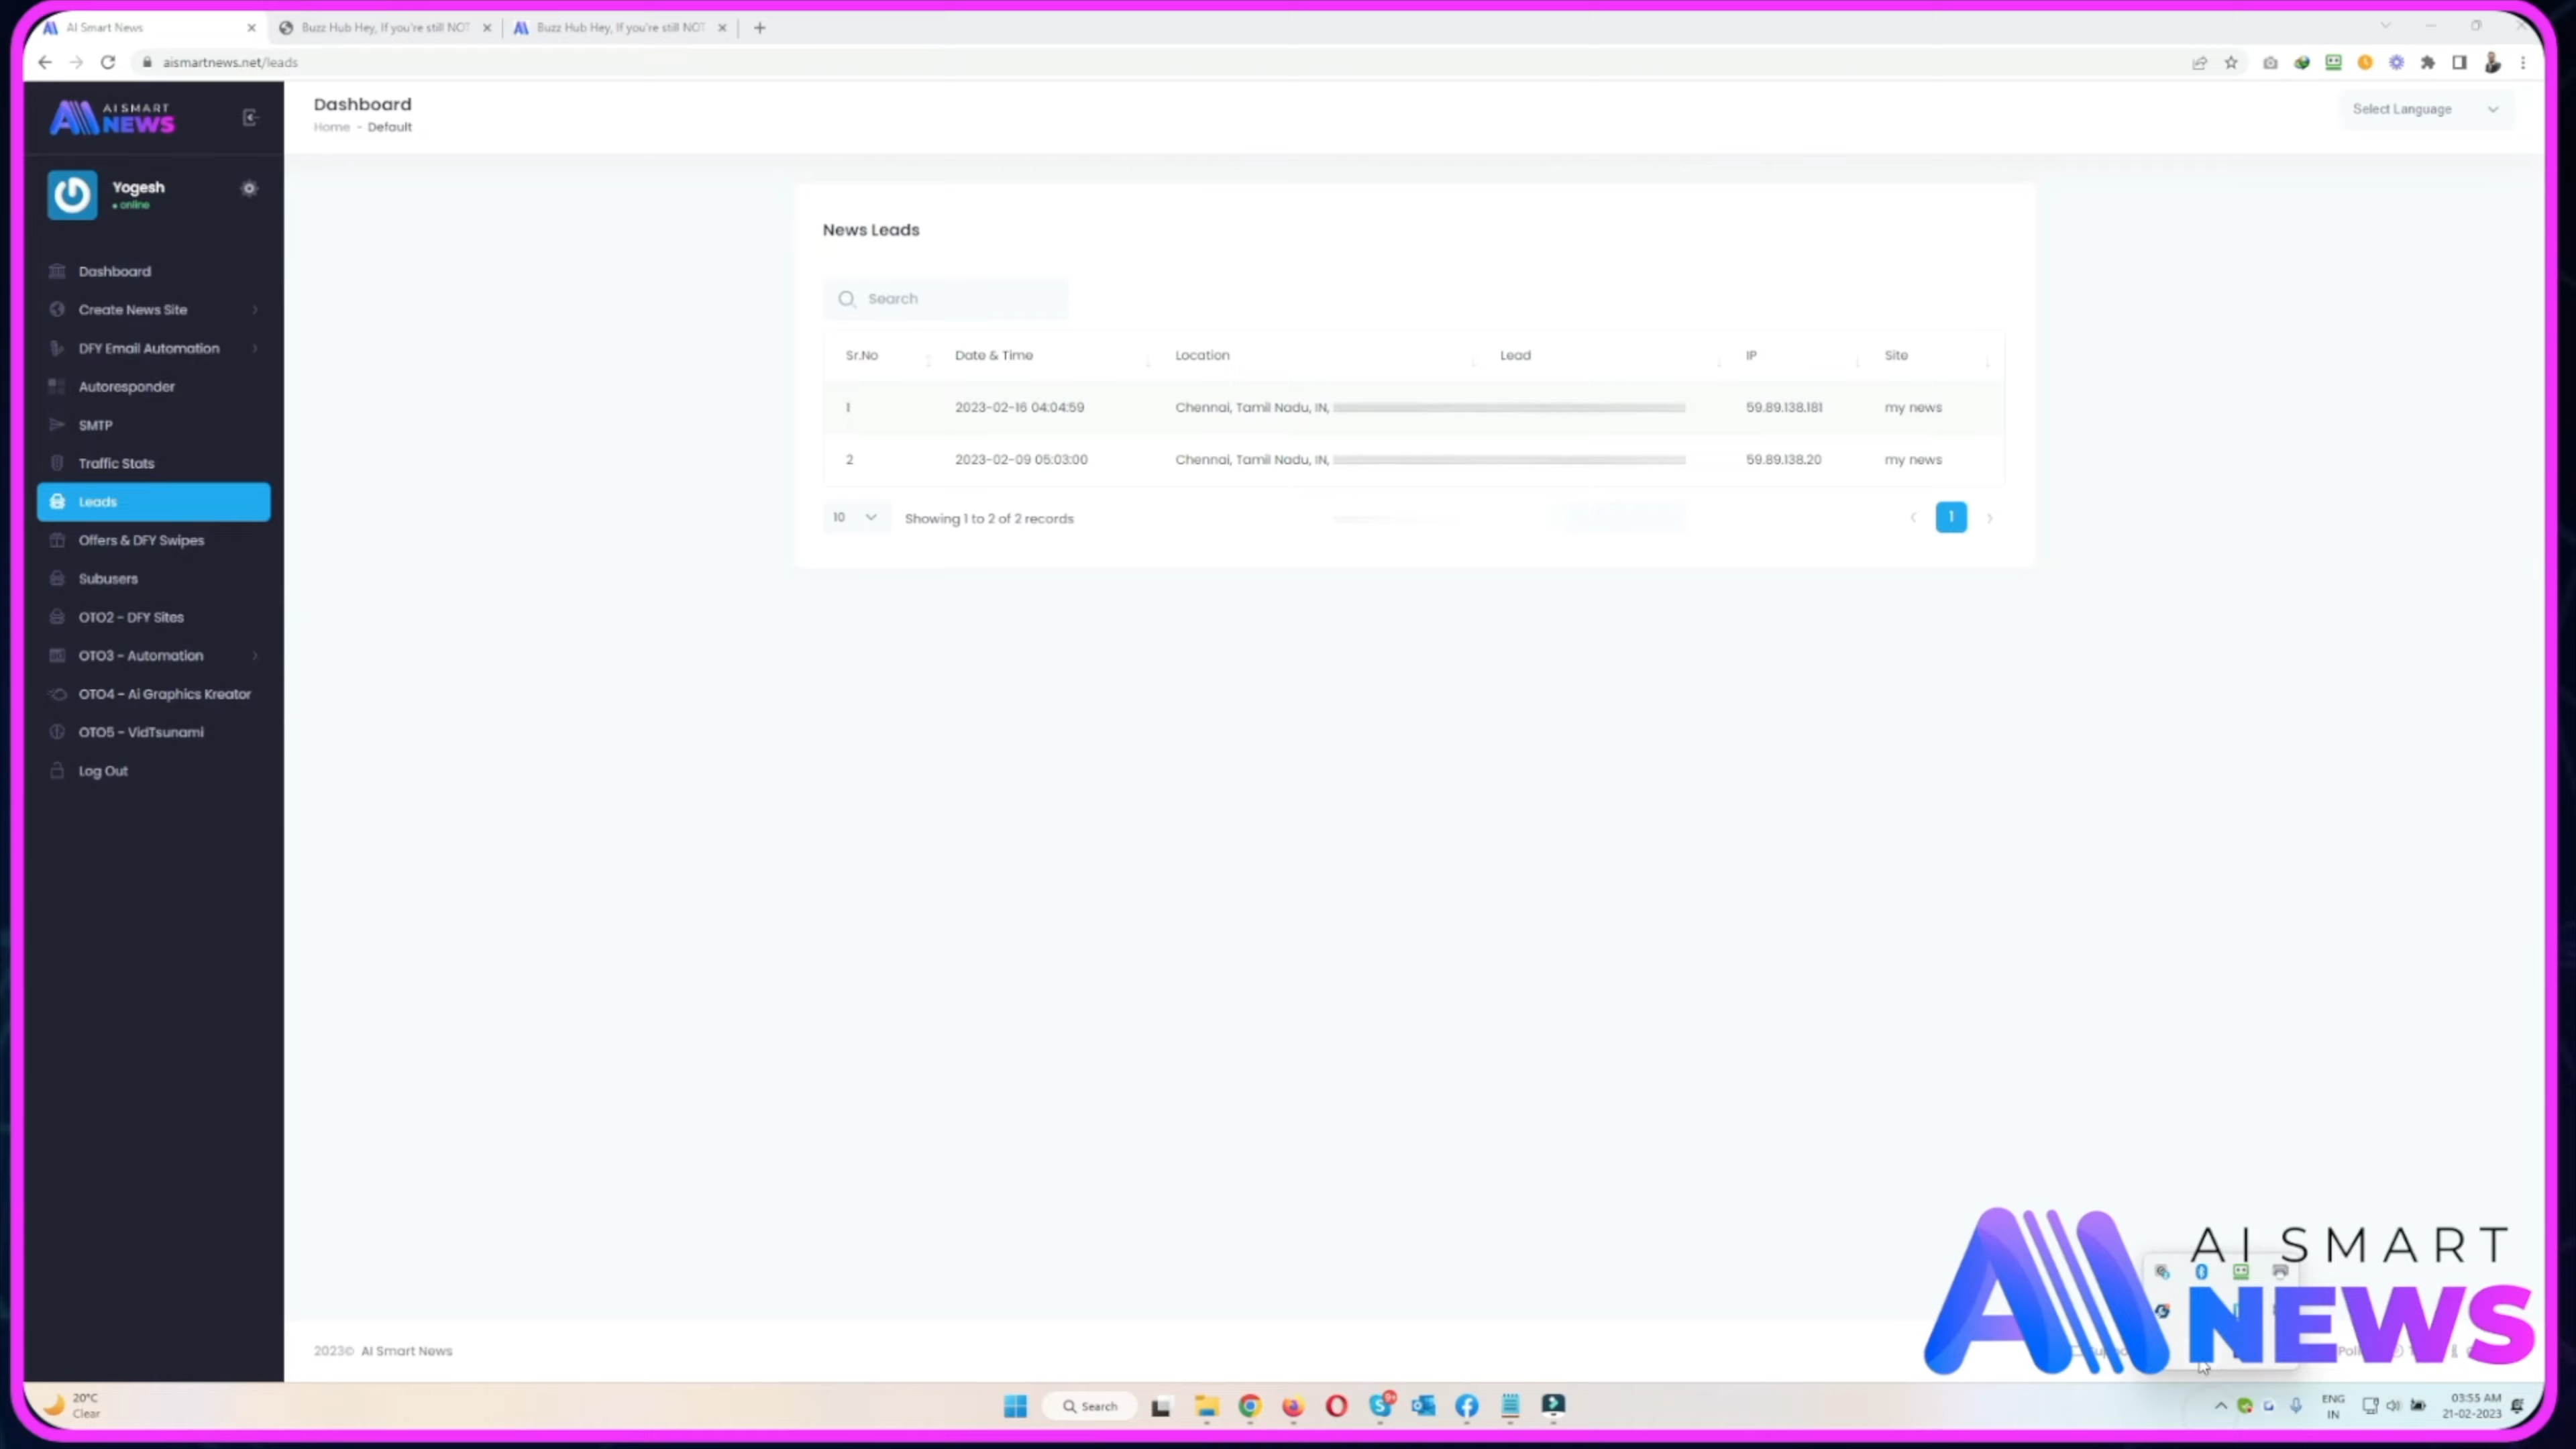 AI Smart News
Buzz Hub Hey, If you're still NOT
Buzz Hub Hey, If you're still NOT
aismartnews.net/leads
AI SMART
NEWS
Dashboard
Home - Default
Select Language
Yogesh
online
Dashboard
Create News Site
DFY Email Automation
Autoresponder
SMTP
Traffic Stats
Leads
Offers & DFY Swipes
Subusers
OTO2 - DFY Sites
OTO3 - Automation
OTO4 - Ai Graphics Kreator
OTO5 - VidTsunami
Log Out
News Leads
Search
Sr.No Date & Time Location Lead IP Site
1 2023-02-16 04:04:59 Chennai, Tamil Nadu, IN, 59.89.138.181 my news
2 2023-02-09 05:03:00 Chennai, Tamil Nadu, IN, 59.89.138.20 my news
10 Showing 1 to 2 of 2 records 1
2023© AI Smart News
AI SMART
NEWS
20°C
Clear
Search
ENG
IN
03:55 AM
21-02-2023